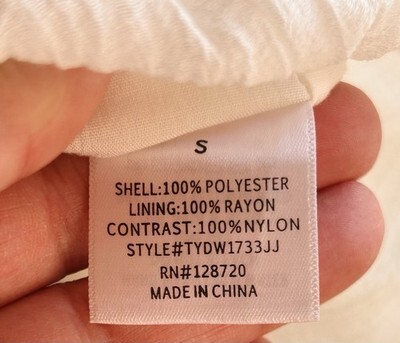 S
SHELL:100% POLYESTER
LINING:100% RAYON
CONTRAST:100%NYLON
STYLE#TYDW1733JJ
RN#128720
MADE IN CHINA